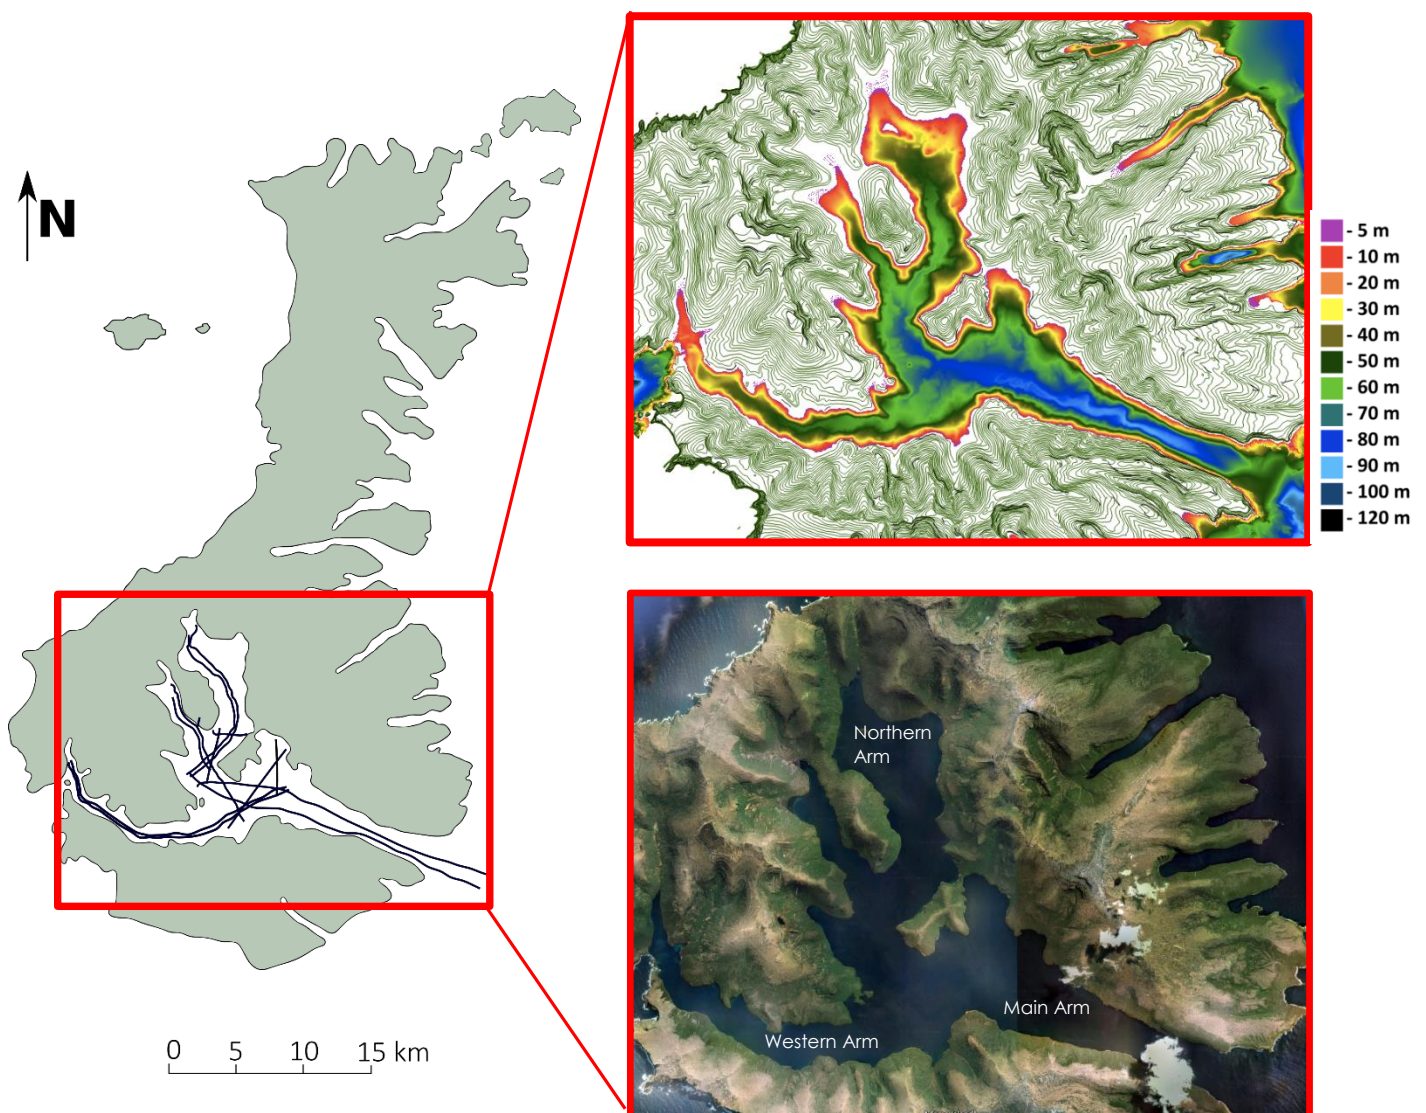 N
0 5 10 15 km
- 5 m
- 10 m
- 20 m
- 30 m
- 40 m
- 50 m
- 60 m
- 70 m
- 80 m
- 90 m
- 100 m
- 120 m
Northern
Arm
Main Arm
Western Arm